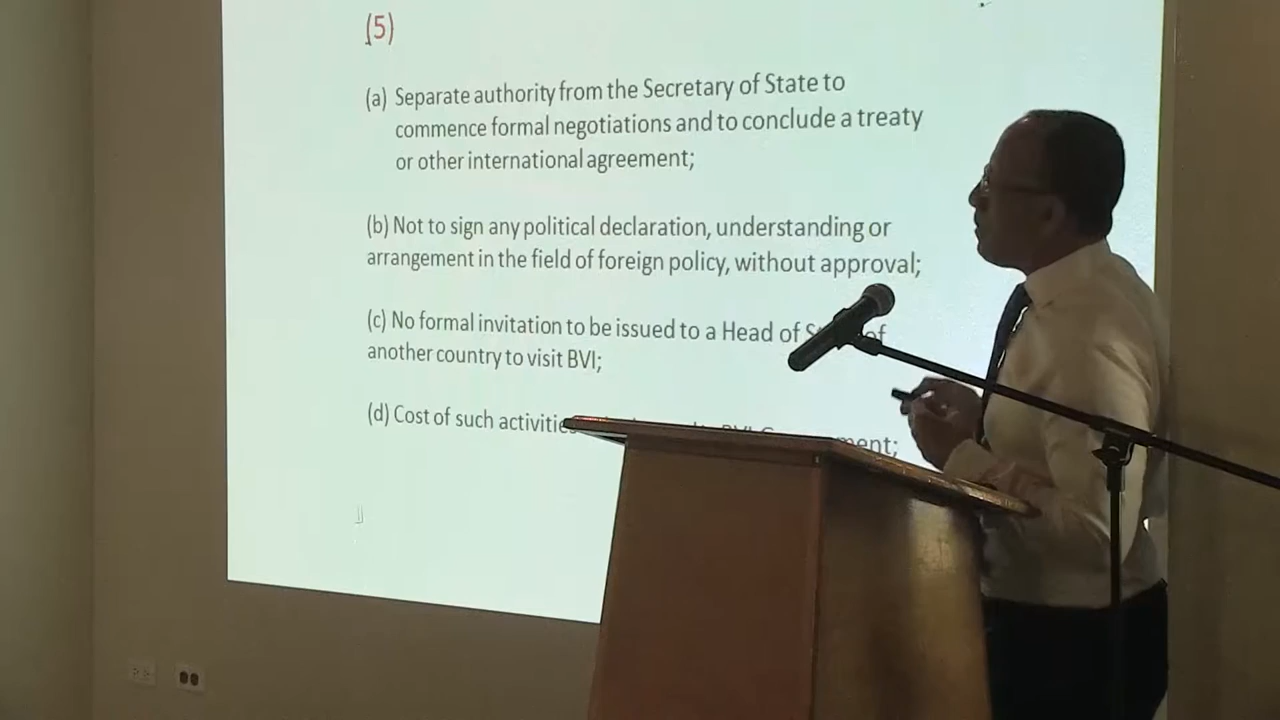 (5)
(a) Separate authority from the Secretary of State to
commence formal negotiations and to conclude a treaty
or other international agreement;
(b) Not to sign any political declaration, understanding or
arrangement in the field of foreign policy, without approval;
(c) No formal invitation to be issued to a Head of of
another country to visit BVI;
(d) Cost of such